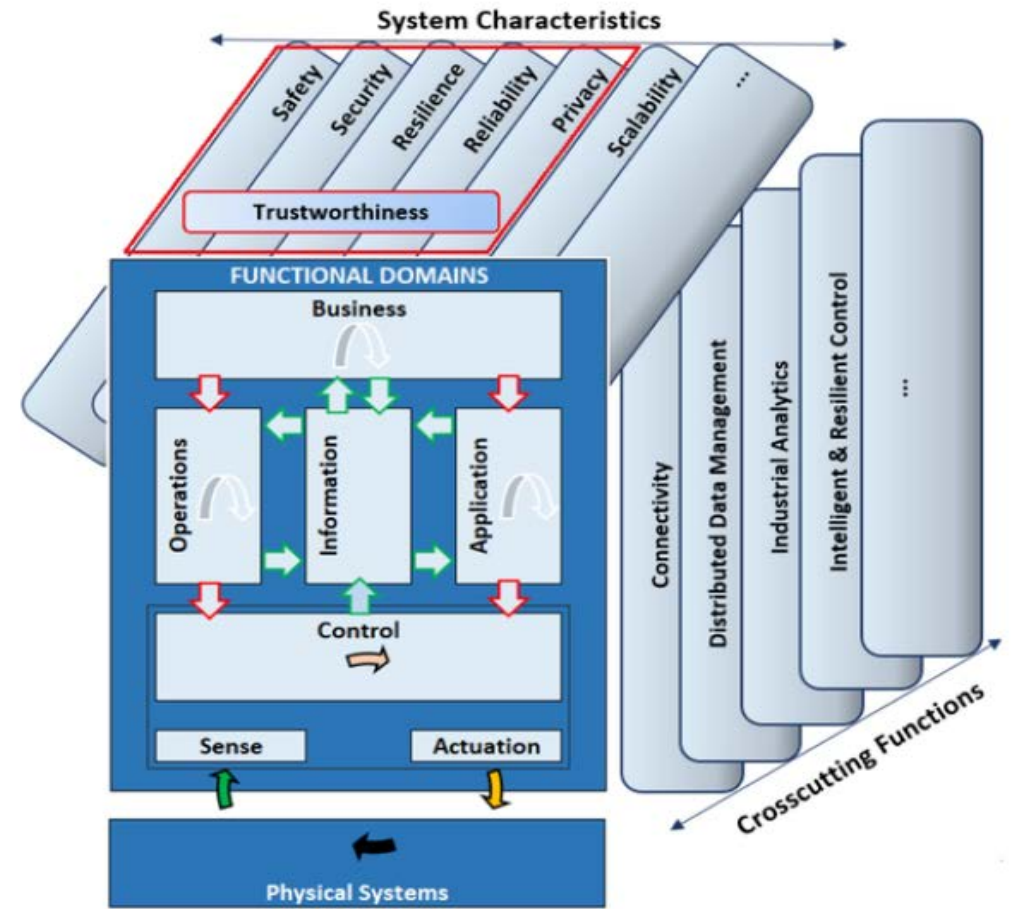 System Characteristics
Safety
Security
Resilience
Reliability
Privacy
Scalability
...
Trustworthiness
FUNCTIONAL DOMAINS
Business
Operations
Information
Application
Control
Sense
Actuation
Physical Systems
Connectivity
Distributed Data Management
Industrial Analytics
Intelligent & Resilient Control
...
Crosscutting Functions